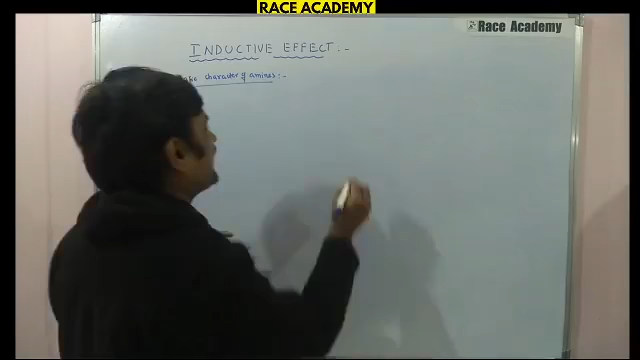 RACE ACADEMY
Race Academy
INDUCTIVE EFFECT:-
character of amines:-